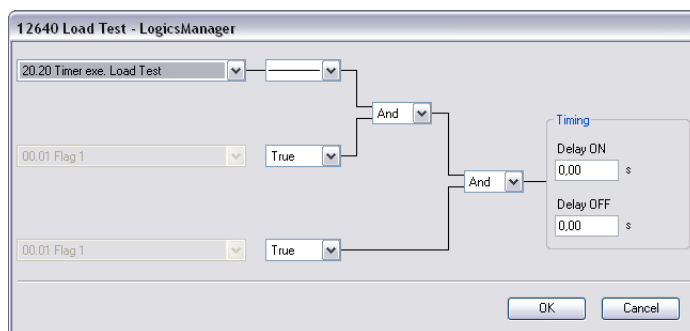 12640 Load Test - LogicsManager
20.20 Timer exe. Load Test
And
Timing
Delay ON
00.01 Flag 1 True
0,00 s
And
Delay OFF
0,00 s
00.01 Flag 1 True
OK Cancel